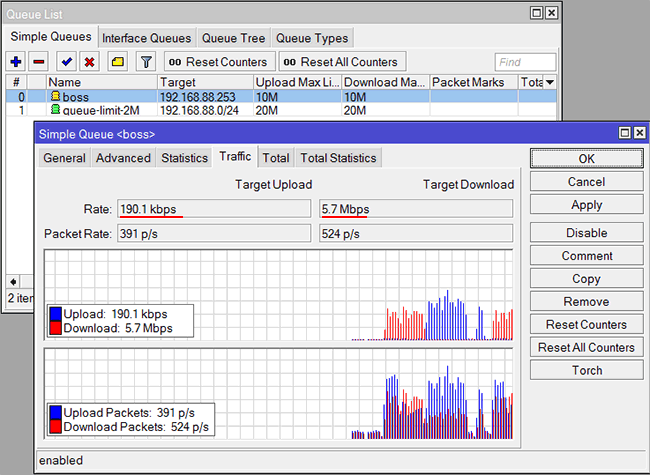 Queue List
Simple Queues Interface Queues Queue Tree Queue Types
00 Reset Counters 00 Reset All Counters Find
# Name Target Upload Max Li... Download Ma... Packet Marks Tota
0 boss 192.168.88.253 10M 10M
1 queue-limit-2M 192.168.88.0/24 20M 20M
2 iten
Simple Queue <boss>
General Advanced Statistics Traffic Total Total Statistics
Target Upload Target Download
Rate: 190.1 kbps 5.7 Mbps
Packet Rate: 391 p/s 524 p/s
Upload: 190.1 kbps
Download: 5.7 Mbps
Upload Packets: 391 p/s
Download Packets: 524 p/s
OK
Cancel
Apply
Disable
Comment
Copy
Remove
Reset Counters
Reset All Counters
Torch
enabled